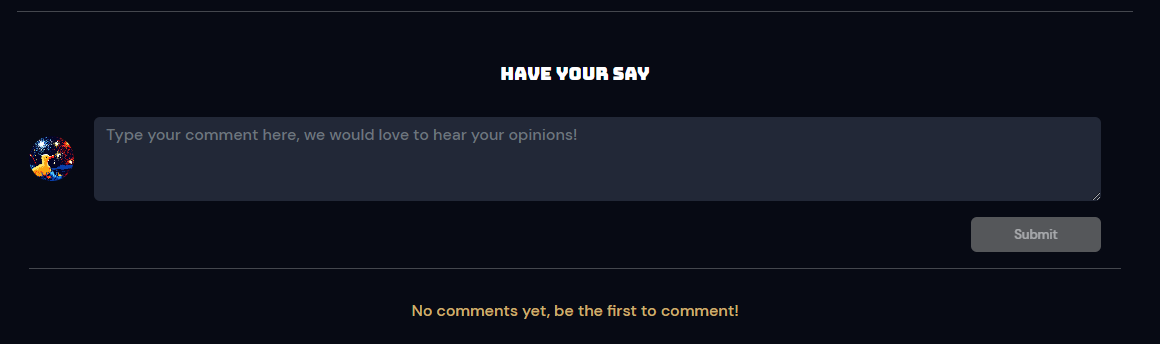 HAVE YOUR SAY
Type your comment here, we would love to hear your opinions!
Submit
No comments yet, be the first to comment!